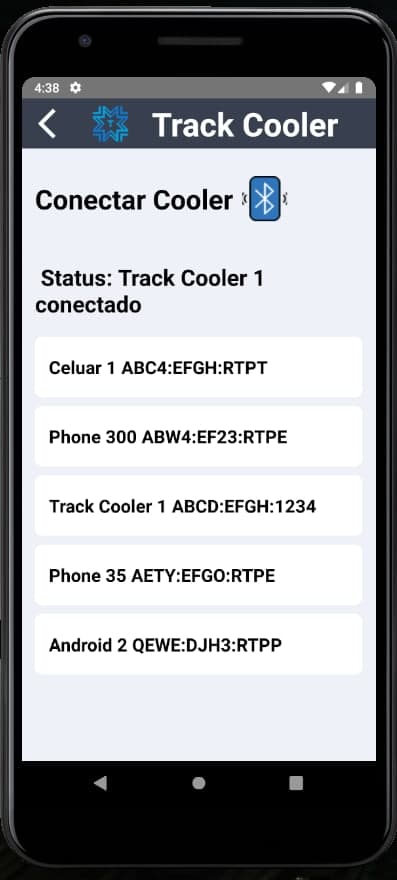 4:38
Track Cooler
Conectar Cooler
Status: Track Cooler 1
conectado
Celuar 1 ABC4:EFGH:RTPT
Phone 300 ABW4:EF23:RTPE
Track Cooler 1 ABCD:EFGH:1234
Phone 35 AETY:EFGO:RTPE
Android 2 QEWE:DJH3:RTPP